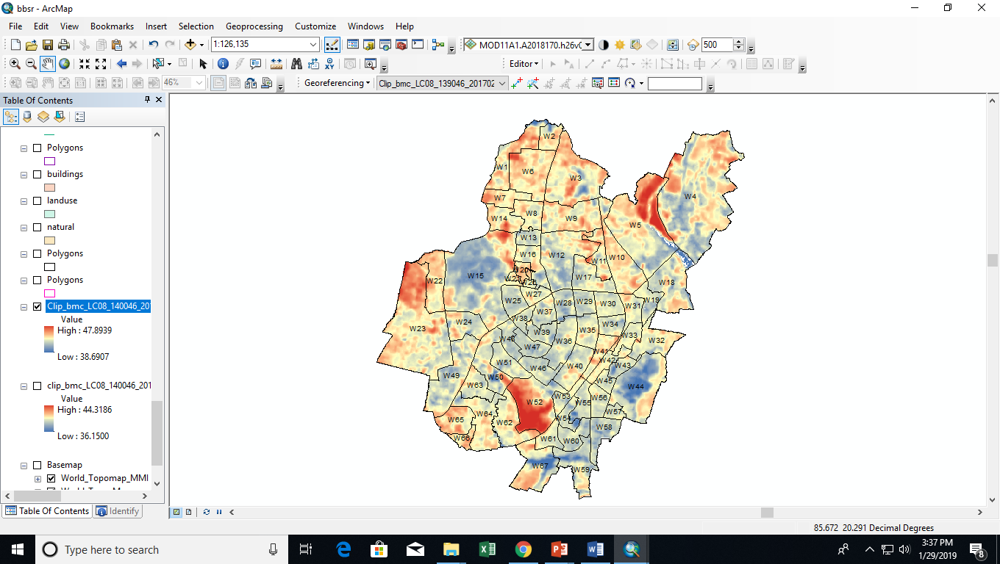 bbsr - ArcMap
File Edit View Bookmarks Insert Selection Geoprocessing Customize Windows Help
1:126,135
MOD11A1.A2018170.h26v0
500
Editor
46%
Georeferencing
Clip_bmc_LC08_139046_201702
Table Of Contents
Polygons
buildings
landuse
natural
Polygons
Polygons
Clip_bmc_LC08_140046_201
Value
High : 47.8939
Low : 38.6907
clip_bmc_LC08_140046_201
Value
High : 44.3186
Low : 36.1500
Basemap
World_Topomap_MMI
Table Of Contents
Identify
W2
W1
W6
W3
W7
W4
W8
W14
W9
W5
W13
W16
W12
W11
W10
W20
W15
W17
W22
W18
W27
W25
W28
W29
W30
W19
W31
W37
W38
W24
W23
W34
W39
W35
W33
W36
W32
W47
W41
W51
W42
W46
W40
W43
W49
W50
W45
W63
W44
W53
W56
W52
W55
W57
W64
W54
W65
W62
W58
W66
W61
W60
W67
W59
85.672 20.291 Decimal Degrees
Type here to search
3:37 PM
1/29/2019
8